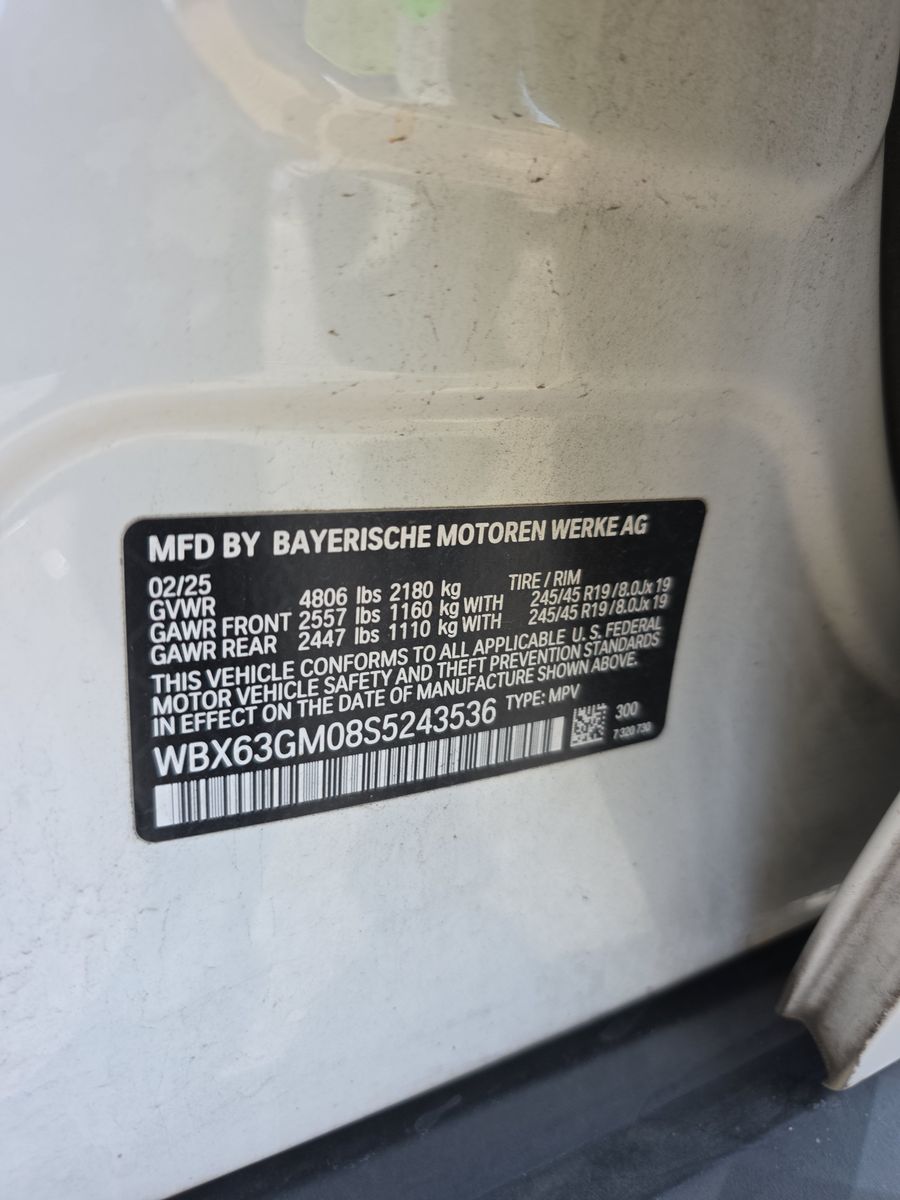 MFD BY BAYERISCHE MOTOREN WERKE AG
02/25 TIRE / RIM
GVWR 4806 lbs 2180 kg
GAWR FRONT 2557 lbs 1160 kg WITH 245/45 R19/8.0Jx19
GAWR REAR 2447 lbs 1110 kg WITH 245/45 R19/8.0Jx19
THIS VEHICLE CONFORMS TO ALL APPLICABLE U.S. FEDERAL
MOTOR VEHICLE SAFETY AND THEFT PREVENTION STANDARDS
IN EFFECT ON THE DATE OF MANUFACTURE SHOWN ABOVE.
WBX63GM08S5243536 TYPE: MPV
300
7 320 730